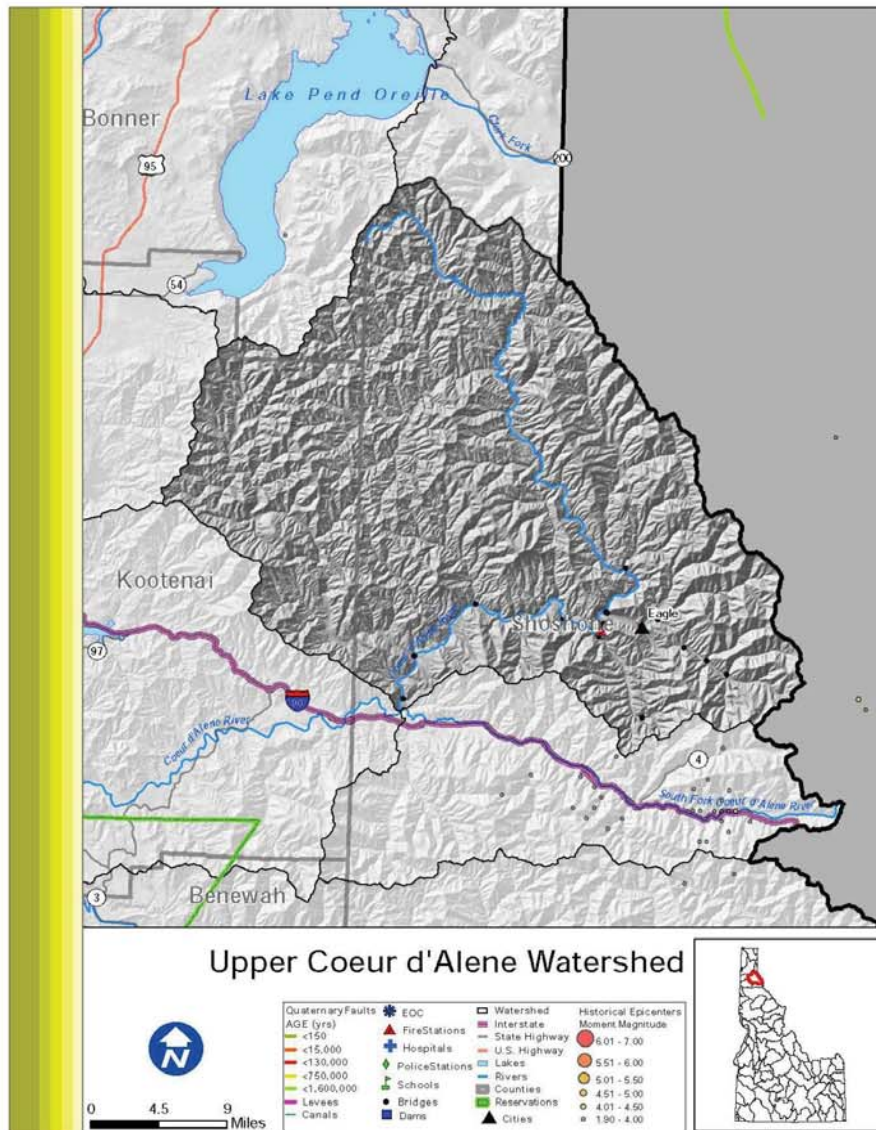 Lake Pend Oreille
Bonner
Clark Fork
95
200
54
Kootenai
Eagle
Shoshone
97
Coeur d'Alene River
4
South Fork Coeur d'Alene River
3
Benewah
Upper Coeur d'Alene Watershed
N
0 4.5 9
Miles
Quaternary Faults
AGE (yrs)
<150
<15,000
<130,000
<750,000
<1,600,000
Levees
Canals
EOC
FireStations
Hospitals
PoliceStations
Schools
Bridges
Dams
Watershed
Interstate
State Highway
U.S. Highway
Lakes
Rivers
Counties
Reservations
Cities
Historical Epicenters
Moment Magnitude
6.01 - 7.00
5.51 - 6.00
5.01 - 5.50
4.51 - 5.00
4.01 - 4.50
1.90 - 4.00